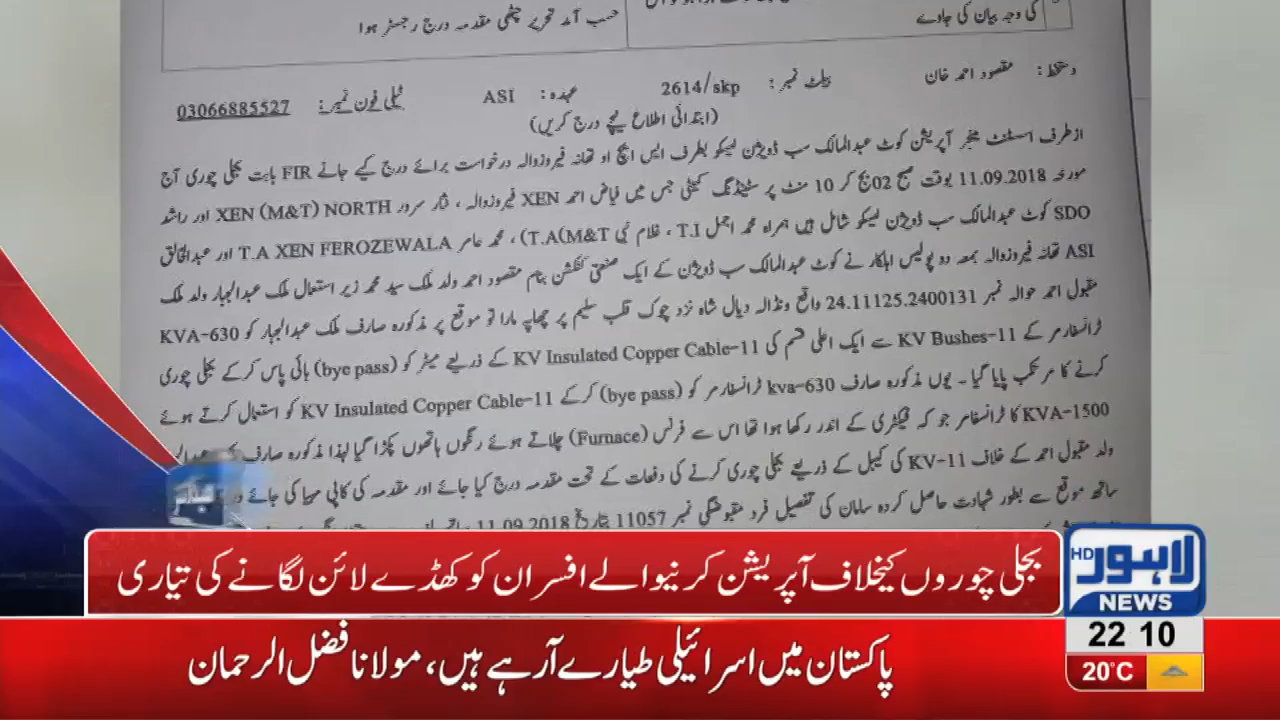 کی وجہ بیان کی جاوے
حسب آمد تحریر چٹھی مقدمہ درج رجسٹر ہوا
دستخط: مقصود احمد خان بیلٹ نمبر: 2614/skp عہدہ: ASI ٹیلی فون نمبر: 03066885527
(ابتدائی اطلاع نیچے درج کریں)
ازطرف اسسٹنٹ منیجر آپریشن کوٹ عبدالمالک سب ڈویژن لیسکو بطرف ایس ایچ او تھانہ فیروزوالہ درخواست برائے درج کیے جانے FIR بابت بجلی چوری آج
مورخہ 11.09.2018 بوقت صبح 02 بج کر 10 منٹ پر سٹینڈنگ کمیٹی جس میں فیاض احمد XEN فیروزوالہ ، نثار سرور XEN (M&T) NORTH اور راشد
SDO کوٹ عبدالمالک سب ڈویژن لیسکو شامل ہیں ہمراہ محمد اجمل T.I ، غلام نبی T.A(M&T) ، محمد عامر T.A XEN FEROZEWALA اور عبدالخالق
ASI تھانہ فیروزوالہ بمعہ دو پولیس اہلکار نے کوٹ عبدالمالک سب ڈویژن کے ایک صنعتی کنکشن بنام مقصود احمد ولد ملک سید محمد زیر استعمال ملک عبدالجبار ولد ملک
مقبول احمد حوالہ نمبر 24.11125.2400131 واقع ونڈالہ دیال شاہ نزد چوک قلب سلیم پر چھاپہ مارا تو موقع پر مذکورہ صارف ملک عبدالجبار کو 630-KVA
ٹرانسفارمر کے 11-KV Bushes سے ایک اعلی قسم کی 11-KV Insulated Copper Cable کے ذریعے میٹر کو (bye pass) بائی پاس کرکے بجلی چوری
کرنے کا مرتکب پایا گیا۔ یوں مذکورہ صارف 630-kva ٹرانسفارمر کو (bye pass) کرکے 11-KV Insulated Copper Cable کو استعمال کرتے ہوئے
1500-KVA کا ٹرانسفامر جو کہ فیکٹری کے اندر رکھا ہوا تھا اس سے فرنس (Furnace) چلاتے ہوئے رنگوں ہاتھوں پکڑا گیا لہذا مذکورہ صارف
ولد مقبول احمد کے خلاف 11-KV کی کیبل کے ذریعے بجلی چوری کرنے کی دفعات کے تحت مقدمہ درج کیا جائے اور مقدمہ کی کاپی مہیا کی جائے
ساتھ موقع سے بطور شہادت حاصل کردہ سامان کی تفصیل فرد مقبوضگی نمبر 11057 بتاریخ 11.09.2018
بجلی چوروں کیخلاف آپریشن کرنیوالے افسران کو کھڈے لائن لگانے کی تیاری
لاہور HD
NEWS
22 10
پاکستان میں اسرائیلی طیارے آرہے ہیں، مولانا فضل الرحمان
20°C